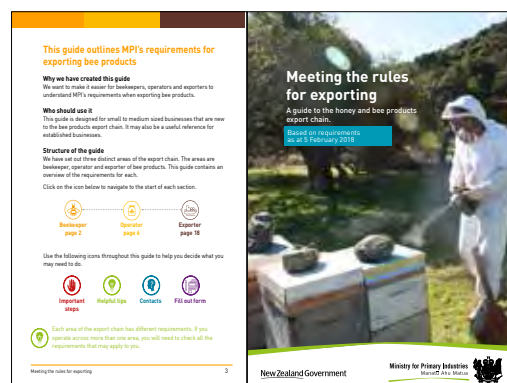 This guide outlines MPI's requirements for
exporting bee products
Why we have created this guide
We want to make it easier for beekeepers, operators and exporters to
understand MPI's requirements when exporting bee products.
Who should use it
This guide is designed for small to medium sized businesses that are new
to the bee products export chain. It may also be a useful reference for
established businesses.
Structure of the guide
We have set out three distinct areas of the export chain. The areas are
beekeeper, operator and exporter of bee products. This guide contains an
overview of the requirements for each.
Click on the icon below to navigate to the start of each section.
Beekeeper
page 2
Operator
page 6
Exporter
page 18
Use the following icons throughout this guide to help you decide what you
may need to do.
Important
steps
Helpful tips
Contacts
Fill out form
Each area of the export chain has different requirements. If you
operate across more than one area, you will need to check all the
requirements that may apply to you.
Meeting the rules for exporting
3
Meeting the rules
for exporting
A guide to the honey and bee products
export chain.
Based on requirements
as at 5 February 2018
New Zealand Government
Ministry for Primary Industries
Manatū Ahu Matua